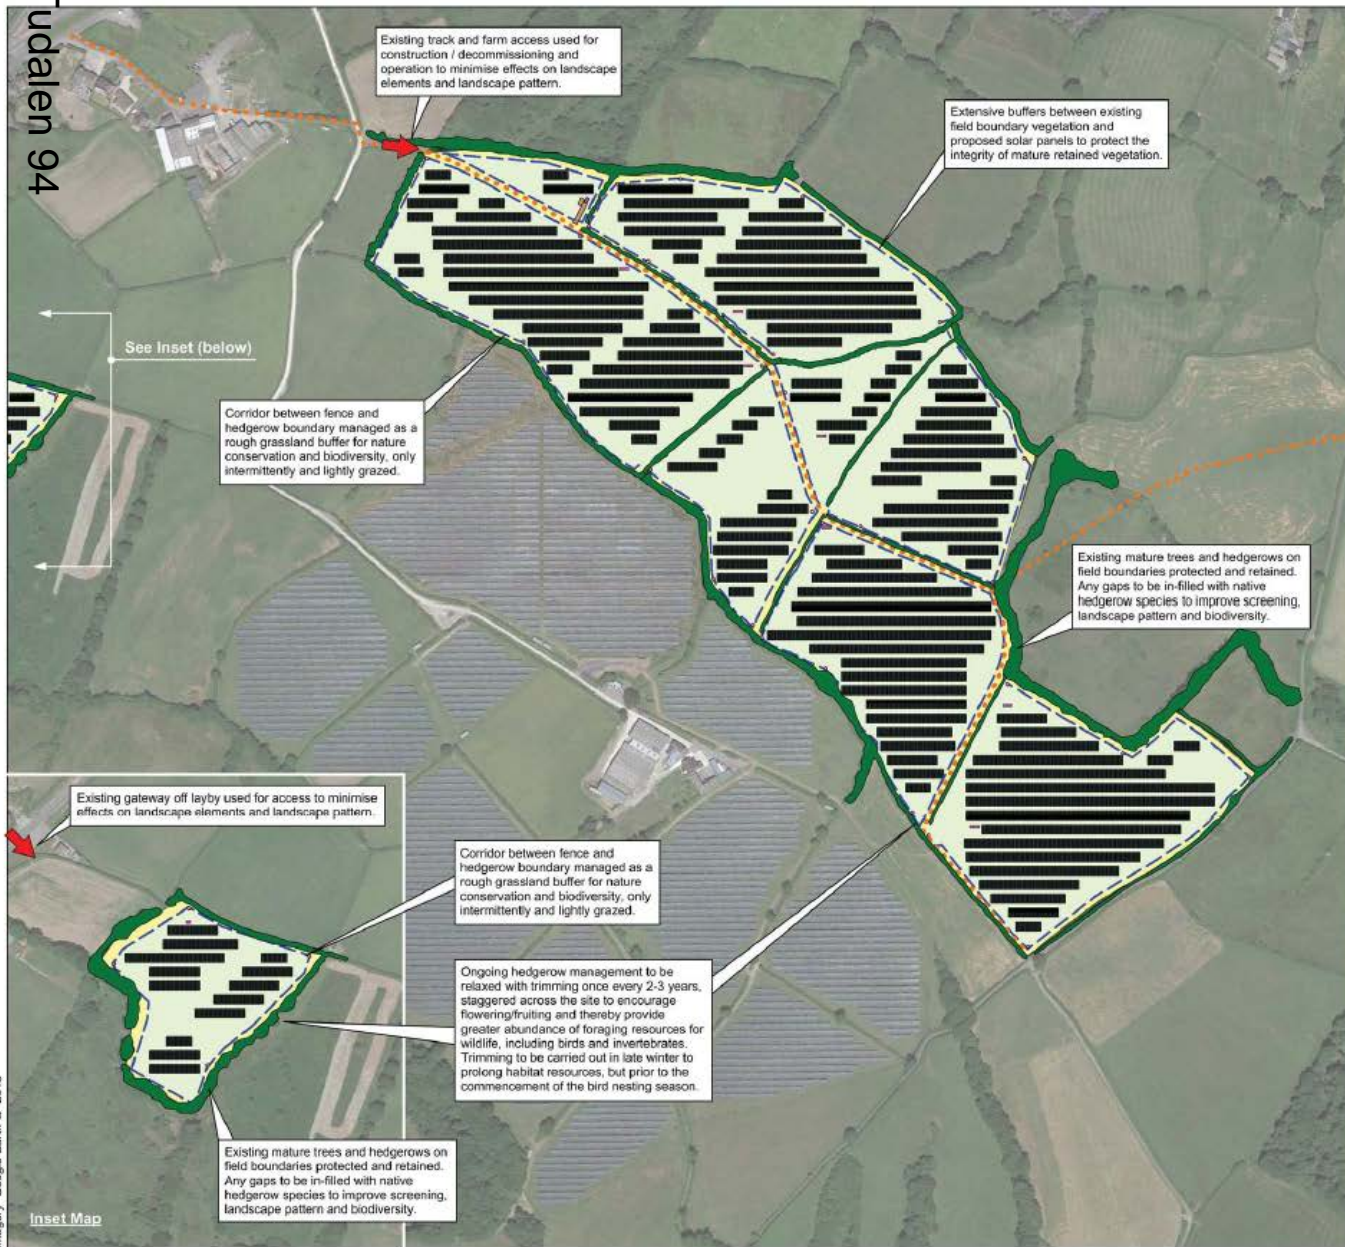 Tudalen 94
Existing track and farm access used for
construction / decommissioning and
operation to minimise effects on landscape
elements and landscape pattern.
Extensive buffers between existing
field boundary vegetation and
proposed solar panels to protect the
integrity of mature retained vegetation.
See Inset (below)
Corridor between fence and
hedgerow boundary managed as a
rough grassland buffer for nature
conservation and biodiversity, only
intermittently and lightly grazed.
Existing mature trees and hedgerows on
field boundaries protected and retained.
Any gaps to be in-filled with native
hedgerow species to improve screening,
landscape pattern and biodiversity.
Existing gateway off layby used for access to minimise
effects on landscape elements and landscape pattern.
Corridor between fence and
hedgerow boundary managed as a
rough grassland buffer for nature
conservation and biodiversity, only
intermittently and lightly grazed.
Ongoing hedgerow management to be
relaxed with trimming once every 2-3 years,
staggered across the site to encourage
flowering/fruiting and thereby provide
greater abundance of foraging resources for
wildlife, including birds and invertebrates.
Trimming to be carried out in late winter to
prolong habitat resources, but prior to the
commencement of the bird nesting season.
Existing mature trees and hedgerows on
field boundaries protected and retained.
Any gaps to be in-filled with native
hedgerow species to improve screening,
landscape pattern and biodiversity.
Inset Map